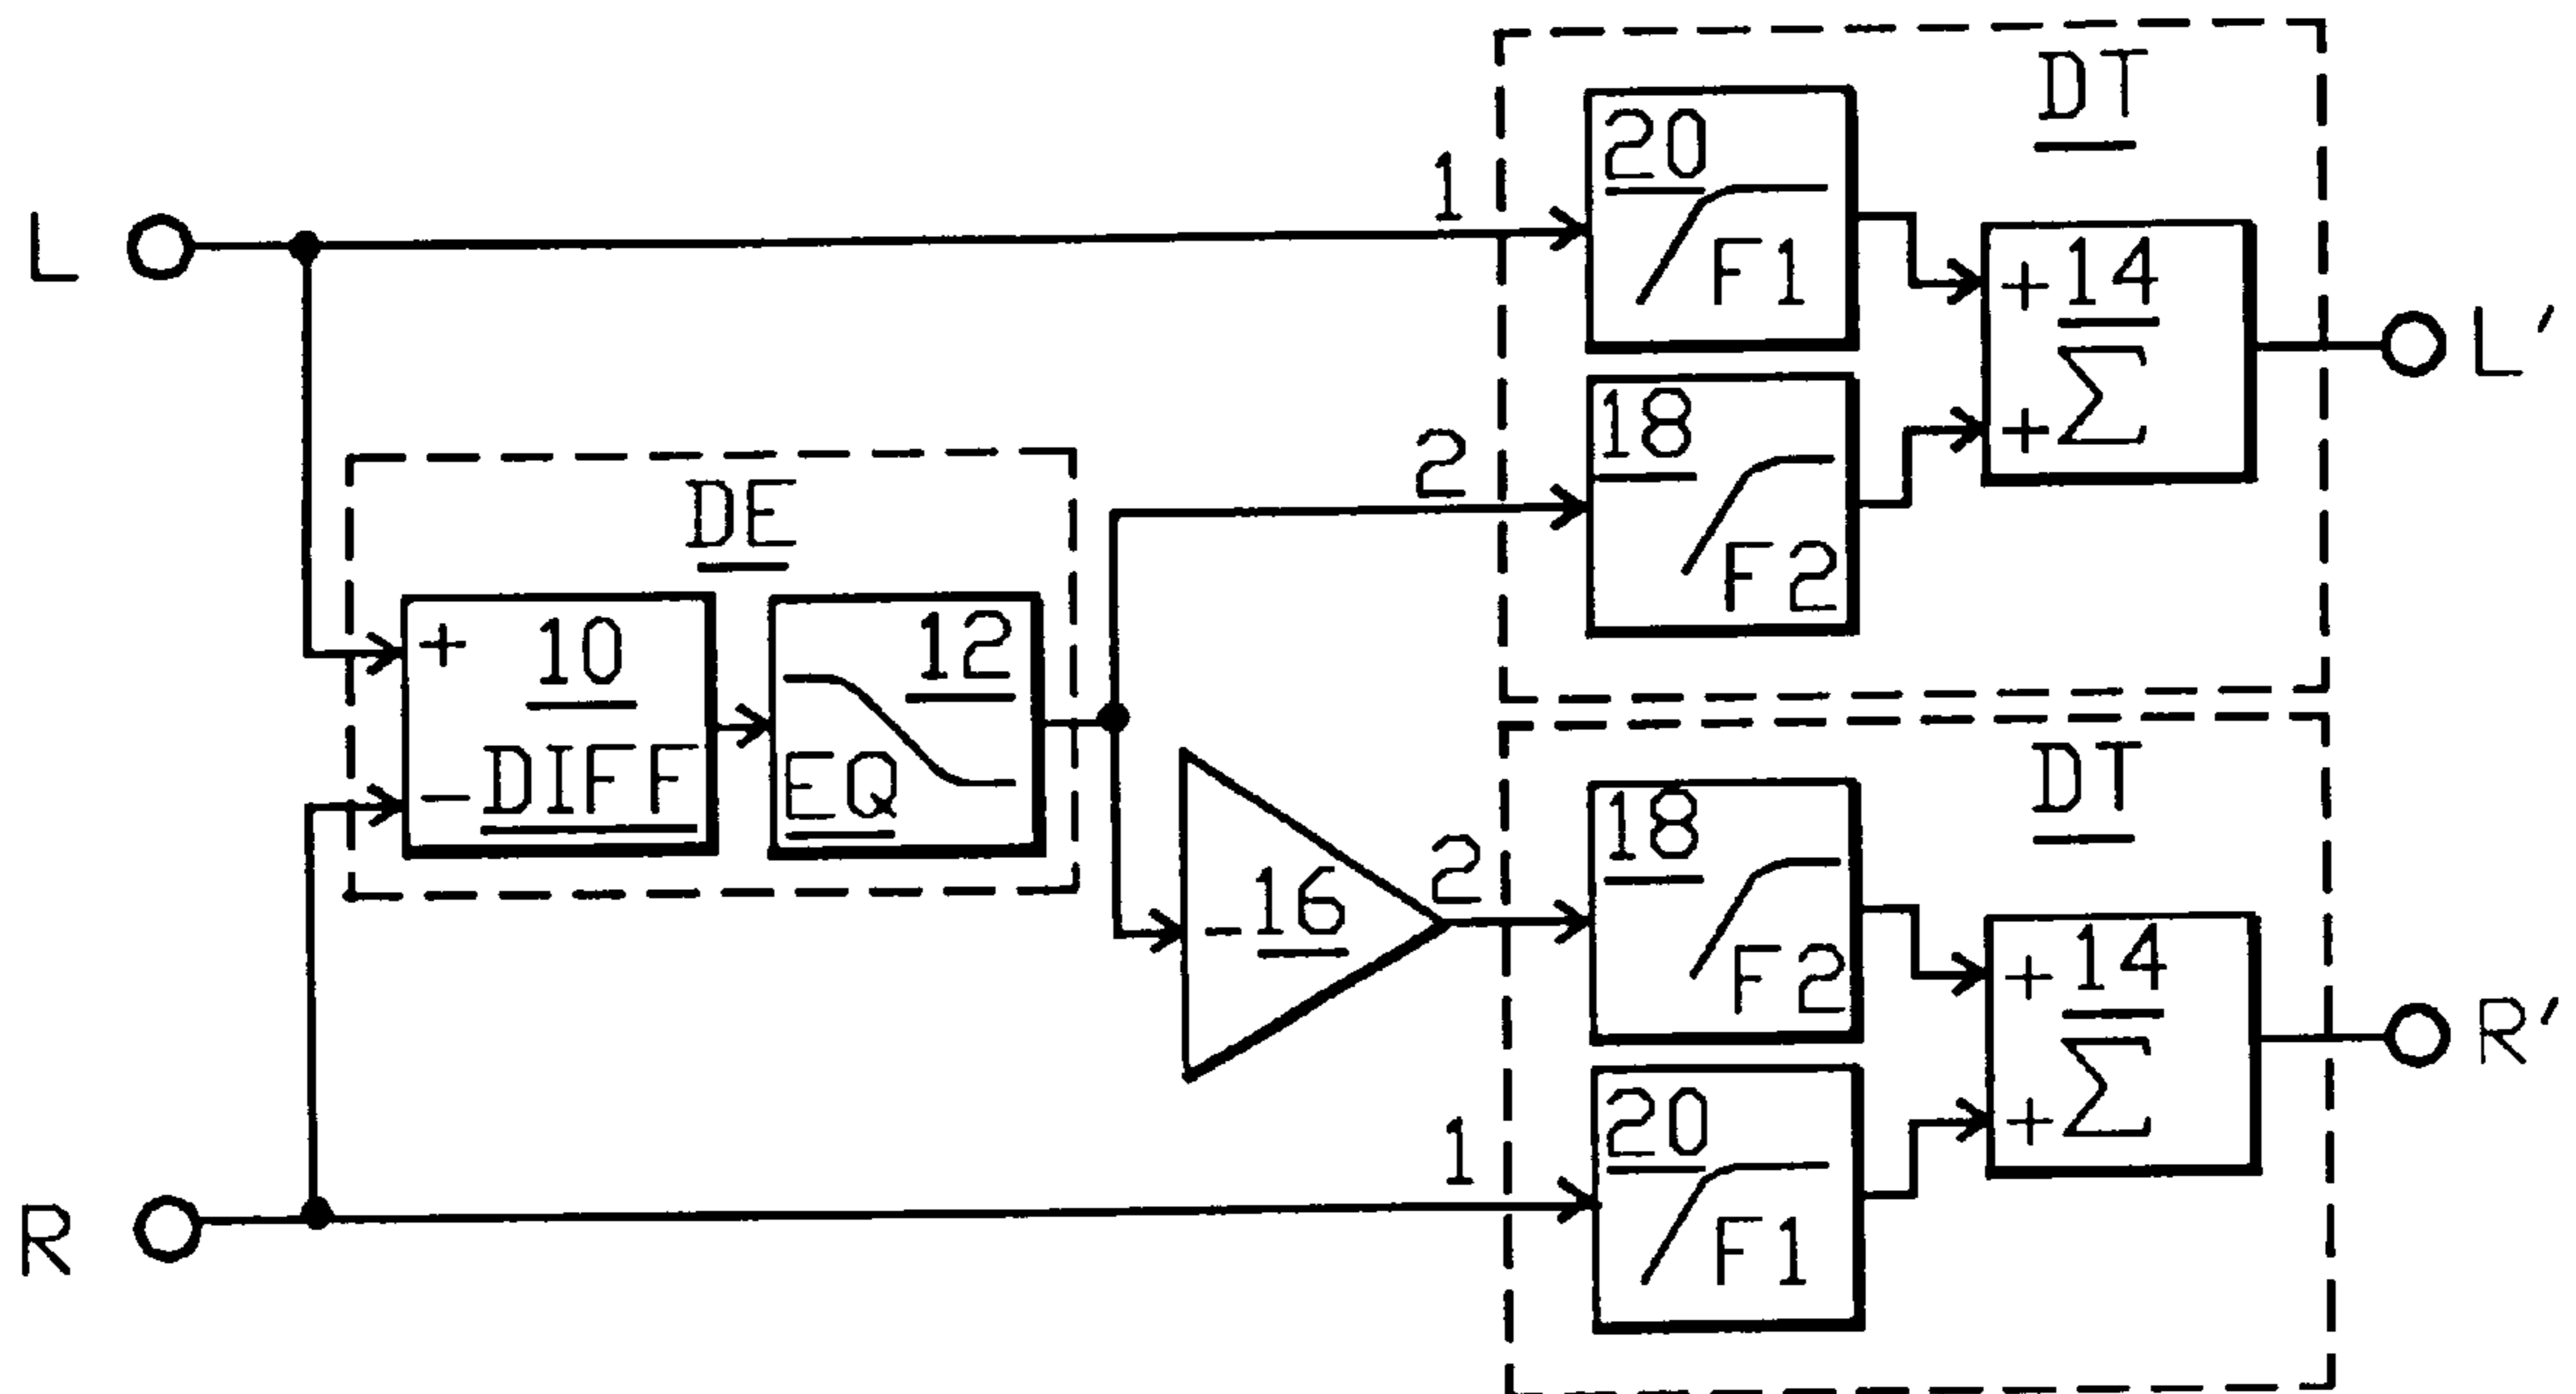 DT
20
1
F1
+ 14
L
L'
Σ
+
18
2
F2
DE
+ 10
12
- DIFF
EQ
DT
18
2
- 16
F2
+ 14
R'
Σ
+
20
1
F1
R